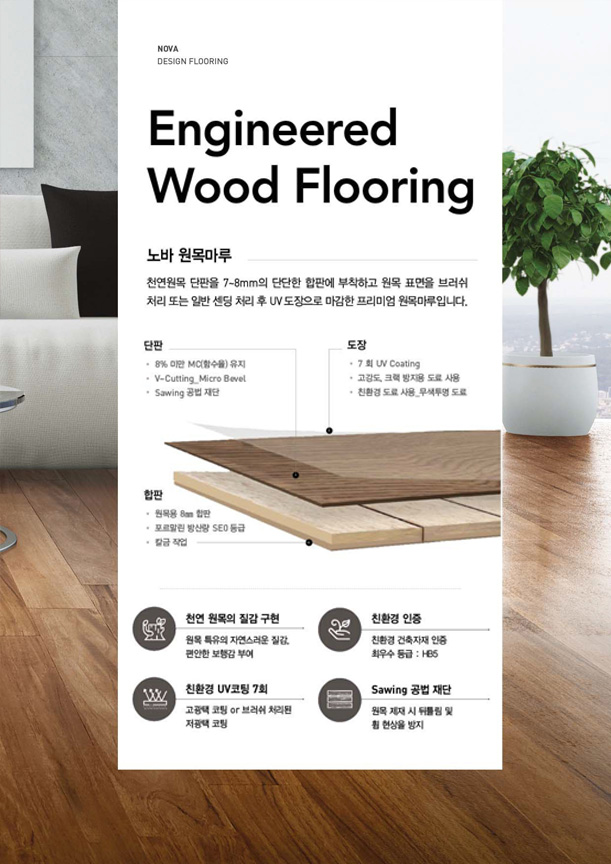 NOVA
DESIGN FLOORING
Engineered
Wood Flooring
노바 원목마루
천연원목 단판을 7~8mm의 단단한 합판에 부착하고 원목 표면을 브러쉬
처리 또는 일반 샌딩 처리 후 UV 도장으로 마감한 프리미엄 원목마루입니다.
단판
• 8% 미만 MC(함수율) 유지
• V-Cutting_Micro Bevel
• Sawing 공법 재단
도장
• 7 회 UV Coating
• 고강도, 크랙 방지용 도료 사용
• 친환경 도료 사용_무색투명 도료
합판
• 원목용 8mm 합판
• 포르말린 방산량 SE0 등급
• 칼금 작업
천연 원목의 질감 구현
원목 특유의 자연스러운 질감,
편안한 보행감 부여
친환경 인증
친환경 건축자재 인증
최우수 등급 : HB5
친환경 UV코팅 7회
고광택 코팅 or 브러쉬 처리된
저광택 코팅
Sawing 공법 재단
원목 제재 시 뒤틀림 및
휨 현상을 방지